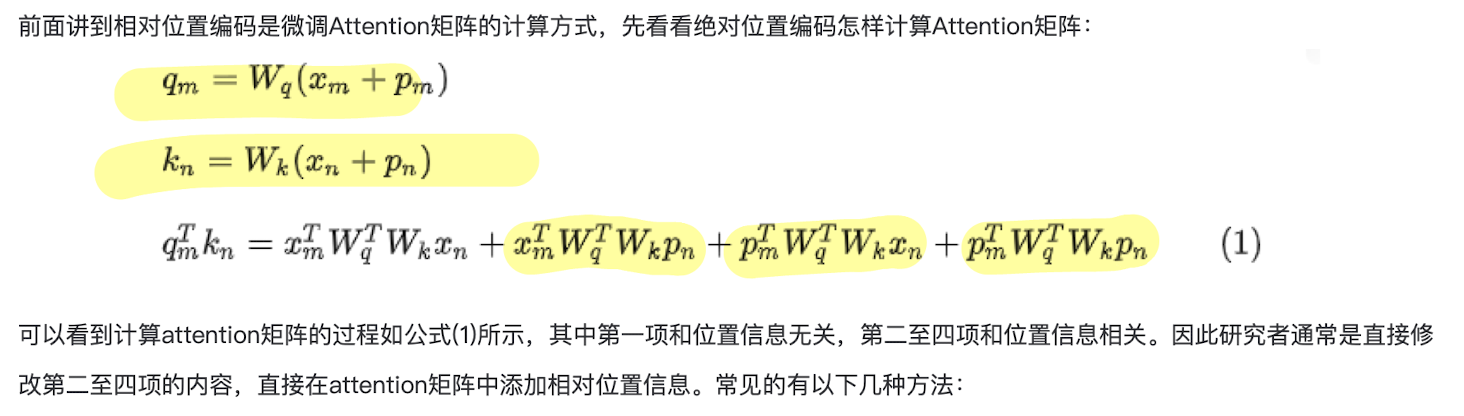 前面讲到相对位置编码是微调Attention矩阵的计算方式，先看看绝对位置编码怎样计算Attention矩阵：
$q_m = W_q(x_m + p_m)$
$k_n = W_k(x_n + p_n)$
$q_m^T k_n = x_m^T W_q^T W_k x_n + x_m^T W_q^T W_k p_n + p_m^T W_q^T W_k x_n + p_m^T W_q^T W_k p_n \quad (1)$
可以看到计算attention矩阵的过程如公式(1)所示，其中第一项和位置信息无关，第二至四项和位置信息相关。因此研究者通常是直接修
改第二至四项的内容，直接在attention矩阵中添加相对位置信息。常见的有以下几种方法：